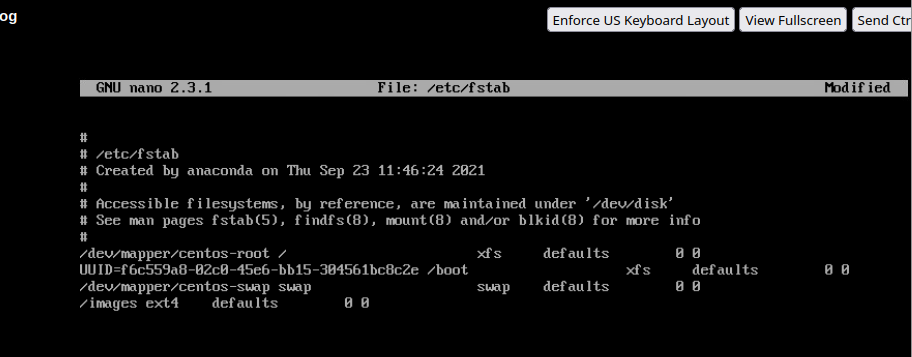 og
Enforce US Keyboard Layout View Fullscreen Send Ctr
GNU nano 2.3.1 File: /etc/fstab Modified
#
# /etc/fstab
# Created by anaconda on Thu Sep 23 11:46:24 2021
#
# Accessible filesystems, by reference, are maintained under '/dev/disk'
# See man pages fstab(5), findfs(8), mount(8) and/or blkid(8) for more info
#
/dev/mapper/centos-root / xfs defaults 0 0
UUID=f6c559a8-02c0-45e6-bb15-304561bc8c2e /boot xfs defaults 0 0
/dev/mapper/centos-swap swap swap defaults 0 0
/images ext4 defaults 0 0